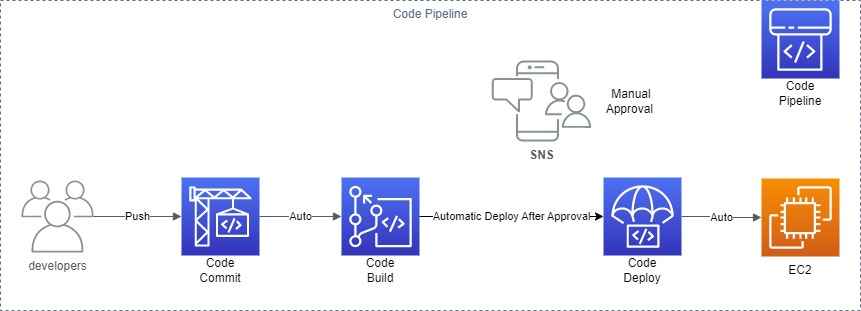 Code Pipeline
Code
Pipeline
Manual
Approval
SNS
Push
Auto
Automatic Deploy After Approval
Auto
developers
Code
Commit
Code
Build
Code
Deploy
EC2